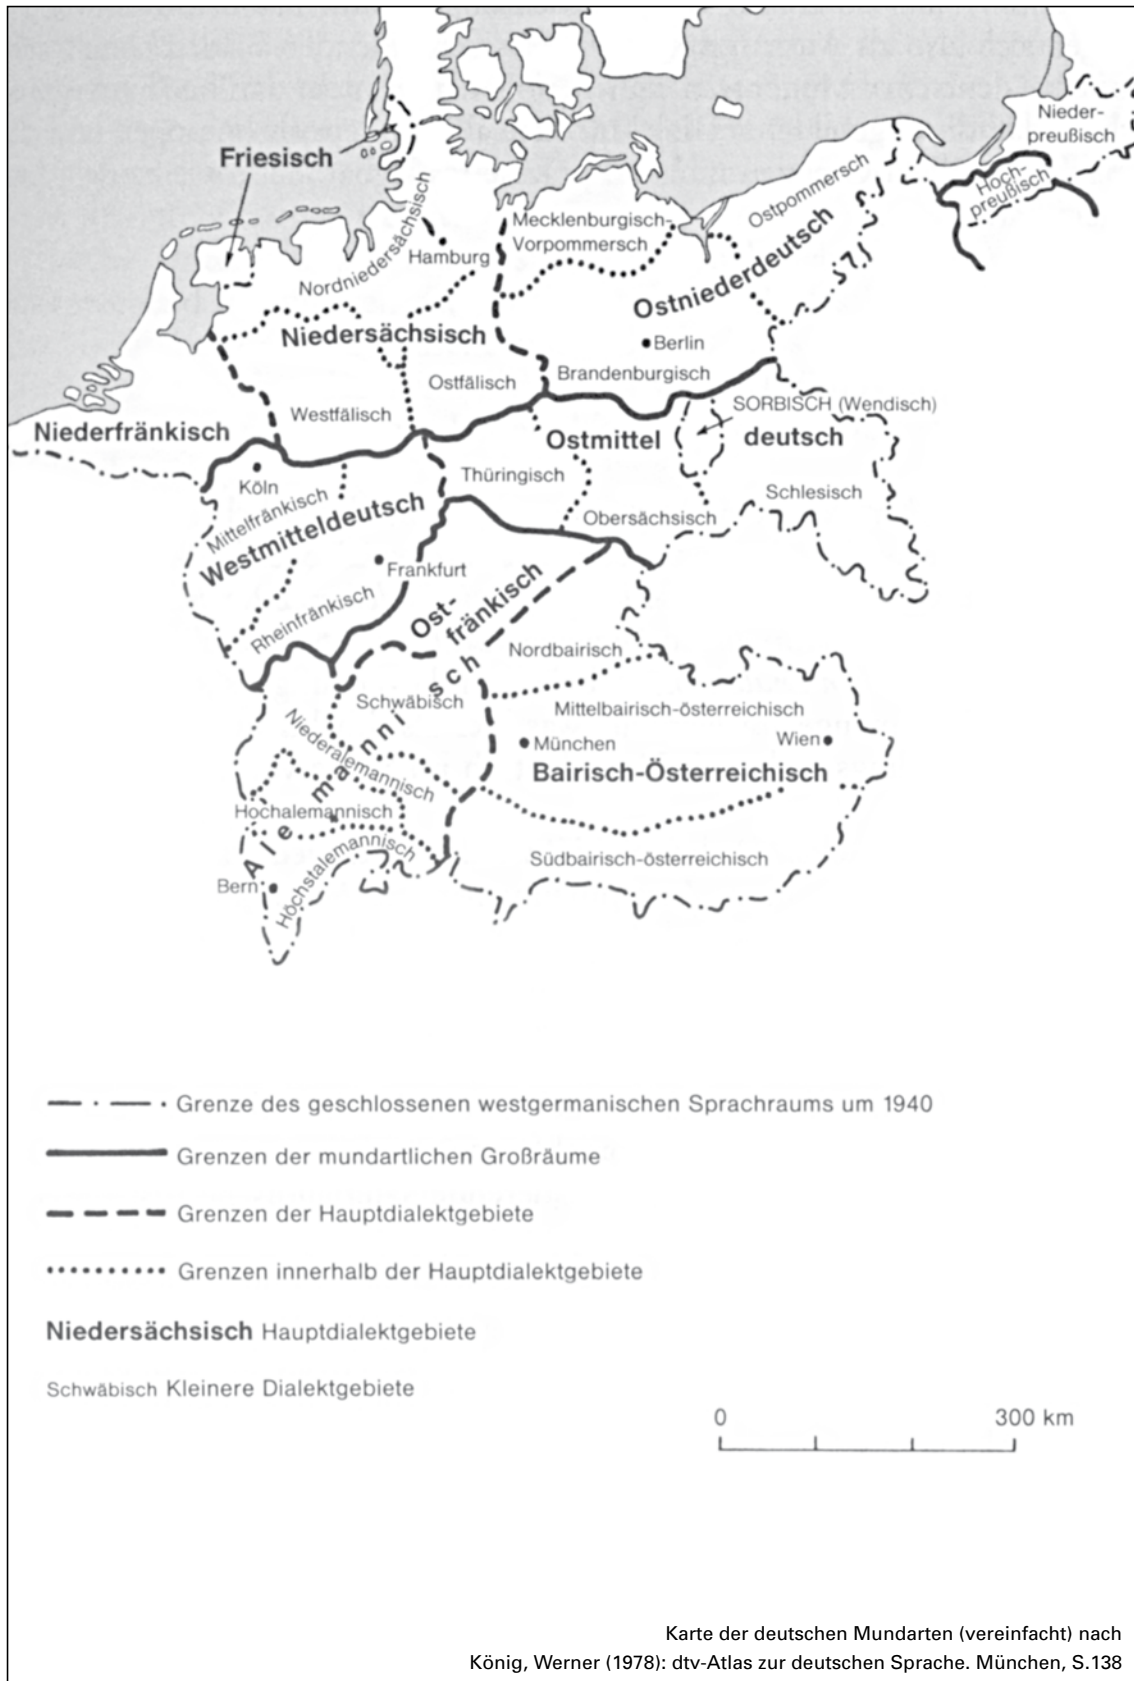 Nieder-
preußisch
Hoch-
preußisch
Friesisch
Ostpommersch
Mecklenburgisch-
Vorpommersch
Hamburg
Nordniedersächsisch
Ostniederdeutsch
Niedersächsisch
Berlin
Ostfälisch
Brandenburgisch
Westfälisch
SORBISCH (Wendisch)
Niederfränkisch
Ostmittel deutsch
Köln
Thüringisch
Schlesisch
Mittelfränkisch
Obersächsisch
Westmitteldeutsch
Frankfurt
Rheinfränkisch
Ost-
fränkisch
Nordbairisch
Schwäbisch
Mittelbairisch-österreichisch
Niederalemannisch
München
Wien
Bairisch-Österreichisch
Alemannisch
Hochalemannisch
Höchstalemannisch
Südbairisch-österreichisch
Bern
Grenze des geschlossenen westgermanischen Sprachraums um 1940
Grenzen der mundartlichen Großräume
Grenzen der Hauptdialektgebiete
Grenzen innerhalb der Hauptdialektgebiete
Niedersächsisch Hauptdialektgebiete
Schwäbisch Kleinere Dialektgebiete
0 300 km
Karte der deutschen Mundarten (vereinfacht) nach
König, Werner (1978): dtv-Atlas zur deutschen Sprache. München, S.138